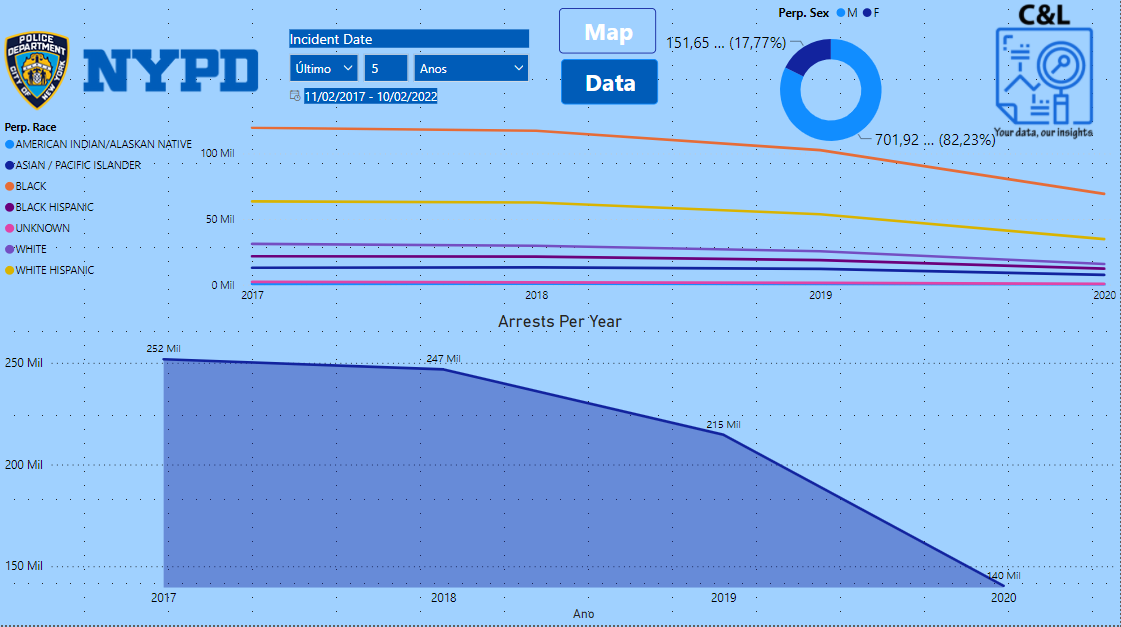 POLICE
DEPARTMENT
CITY OF
NEW YORK
NYPD
Incident Date
Último
5
Anos
11/02/2017 - 10/02/2022
Map
Data
Perp. Sex M F
151,65 ... (17,77%)
701,92 ... (82,23%)
C&L
Your data, our insights
Perp. Race
AMERICAN INDIAN/ALASKAN NATIVE
ASIAN / PACIFIC ISLANDER
BLACK
BLACK HISPANIC
UNKNOWN
WHITE
WHITE HISPANIC
100 Mil
50 Mil
0 Mil
2017 2018 2019 2020
Arrests Per Year
250 Mil
200 Mil
150 Mil
252 Mil
247 Mil
215 Mil
140 Mil
2017 2018 2019 2020
Ano